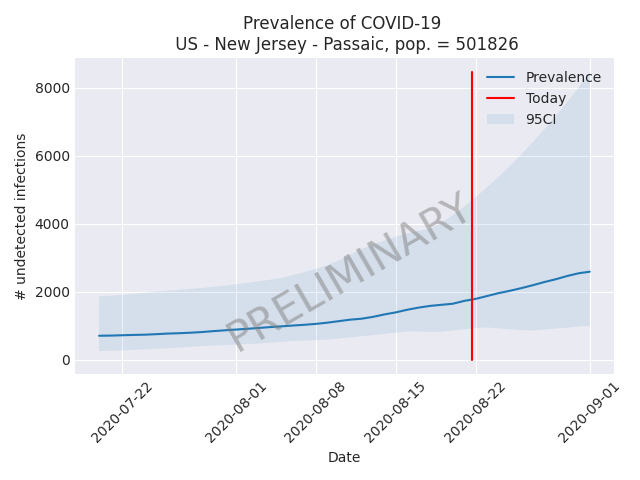 Prevalence of COVID-19
US - New Jersey - Passaic, pop. = 501826
8000
6000
4000
2000
0
# undetected infections
Prevalence
Today
95CI
PRELIMINARY
2020-07-22
2020-08-01
2020-08-08
2020-08-15
2020-08-22
2020-09-01
Date